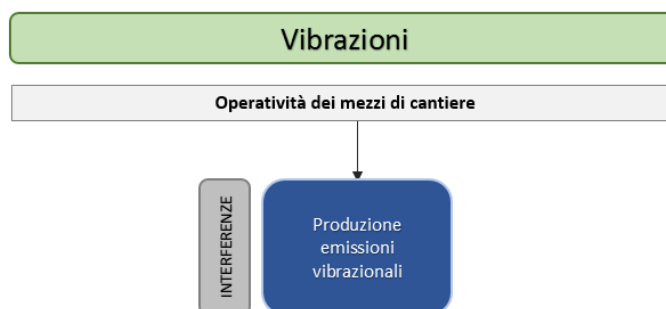 Vibrazioni
Operatività dei mezzi di cantiere
INTERFERENZE
Produzione
emissioni
vibrazionali